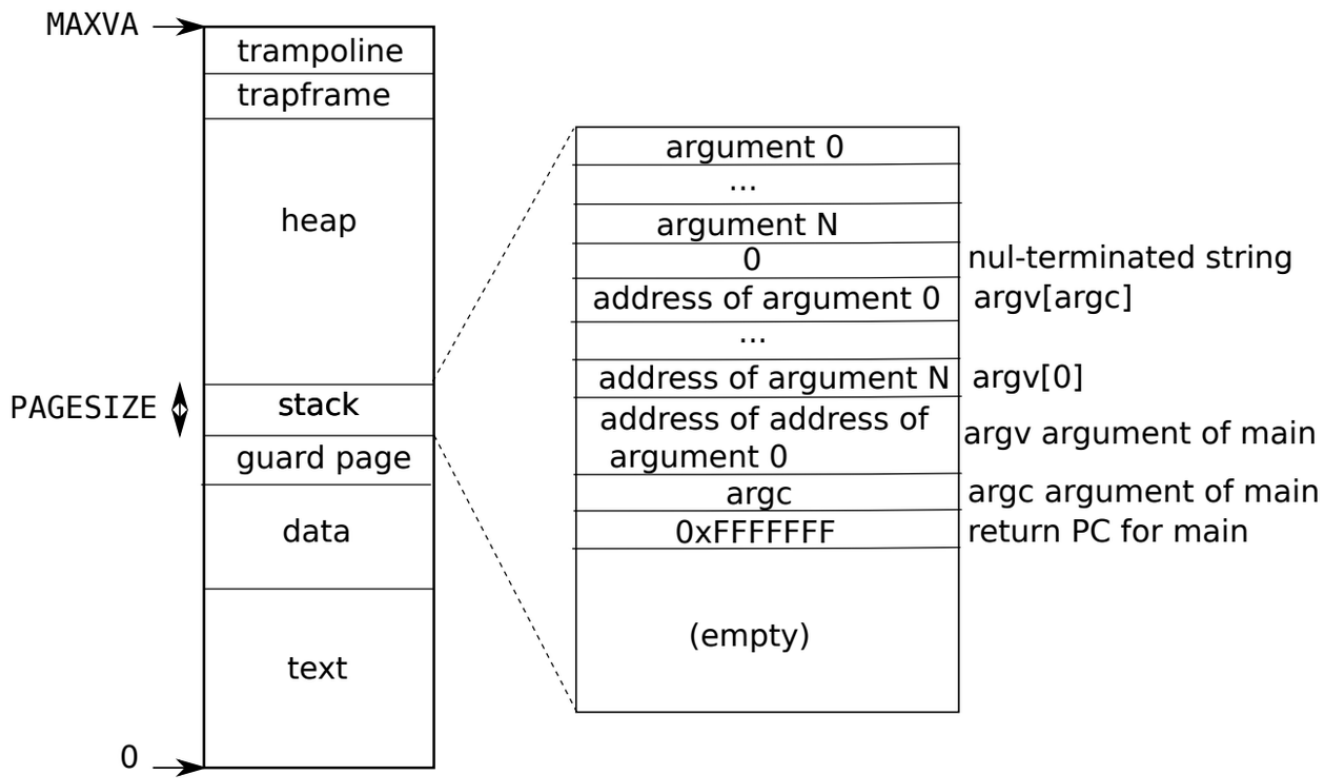 MAXVA
trampoline
trapframe
heap
PAGESIZE
stack
guard page
data
text
0
argument 0
...
argument N
0 nul-terminated string
address of argument 0 argv[argc]
...
address of argument N argv[0]
address of address of
argument 0
argv argument of main
argc argc argument of main
0xFFFFFFF return PC for main
(empty)